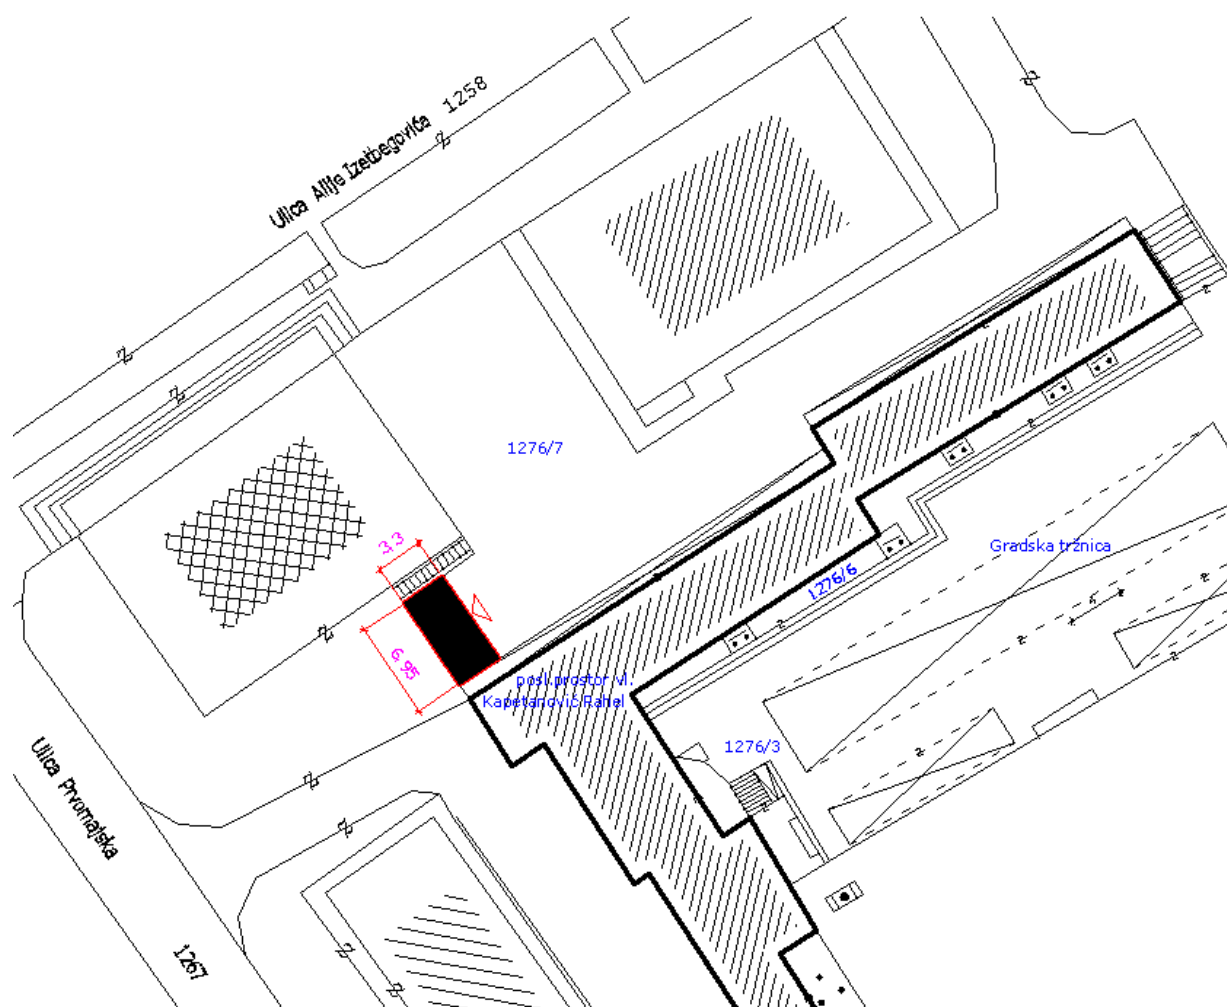 Ulica Alije Izetbegovića 1258
1276/7
3,3
Gradska tržnica
1276/6
6.95
posl.prostor vl.
Kapetanović Rahel
1276/3
Ulica Prvomajska
1267